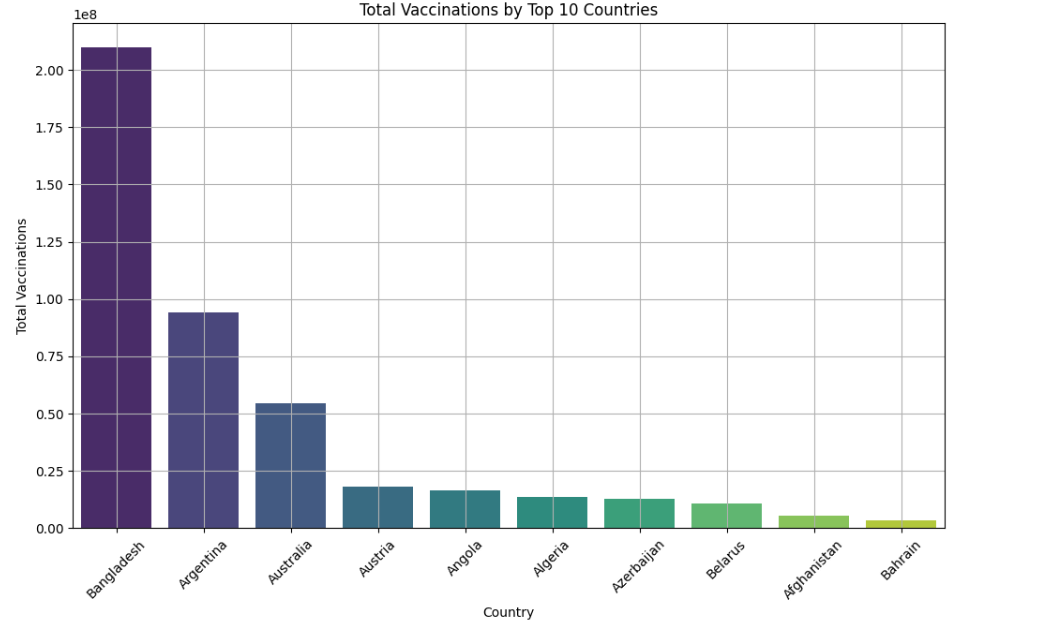 Total Vaccinations by Top 10 Countries
1e8
2.00
1.75
1.50
1.25
1.00
0.75
0.50
0.25
0.00
Total Vaccinations
Bangladesh
Argentina
Australia
Austria
Angola
Algeria
Azerbaijan
Belarus
Afghanistan
Bahrain
Country